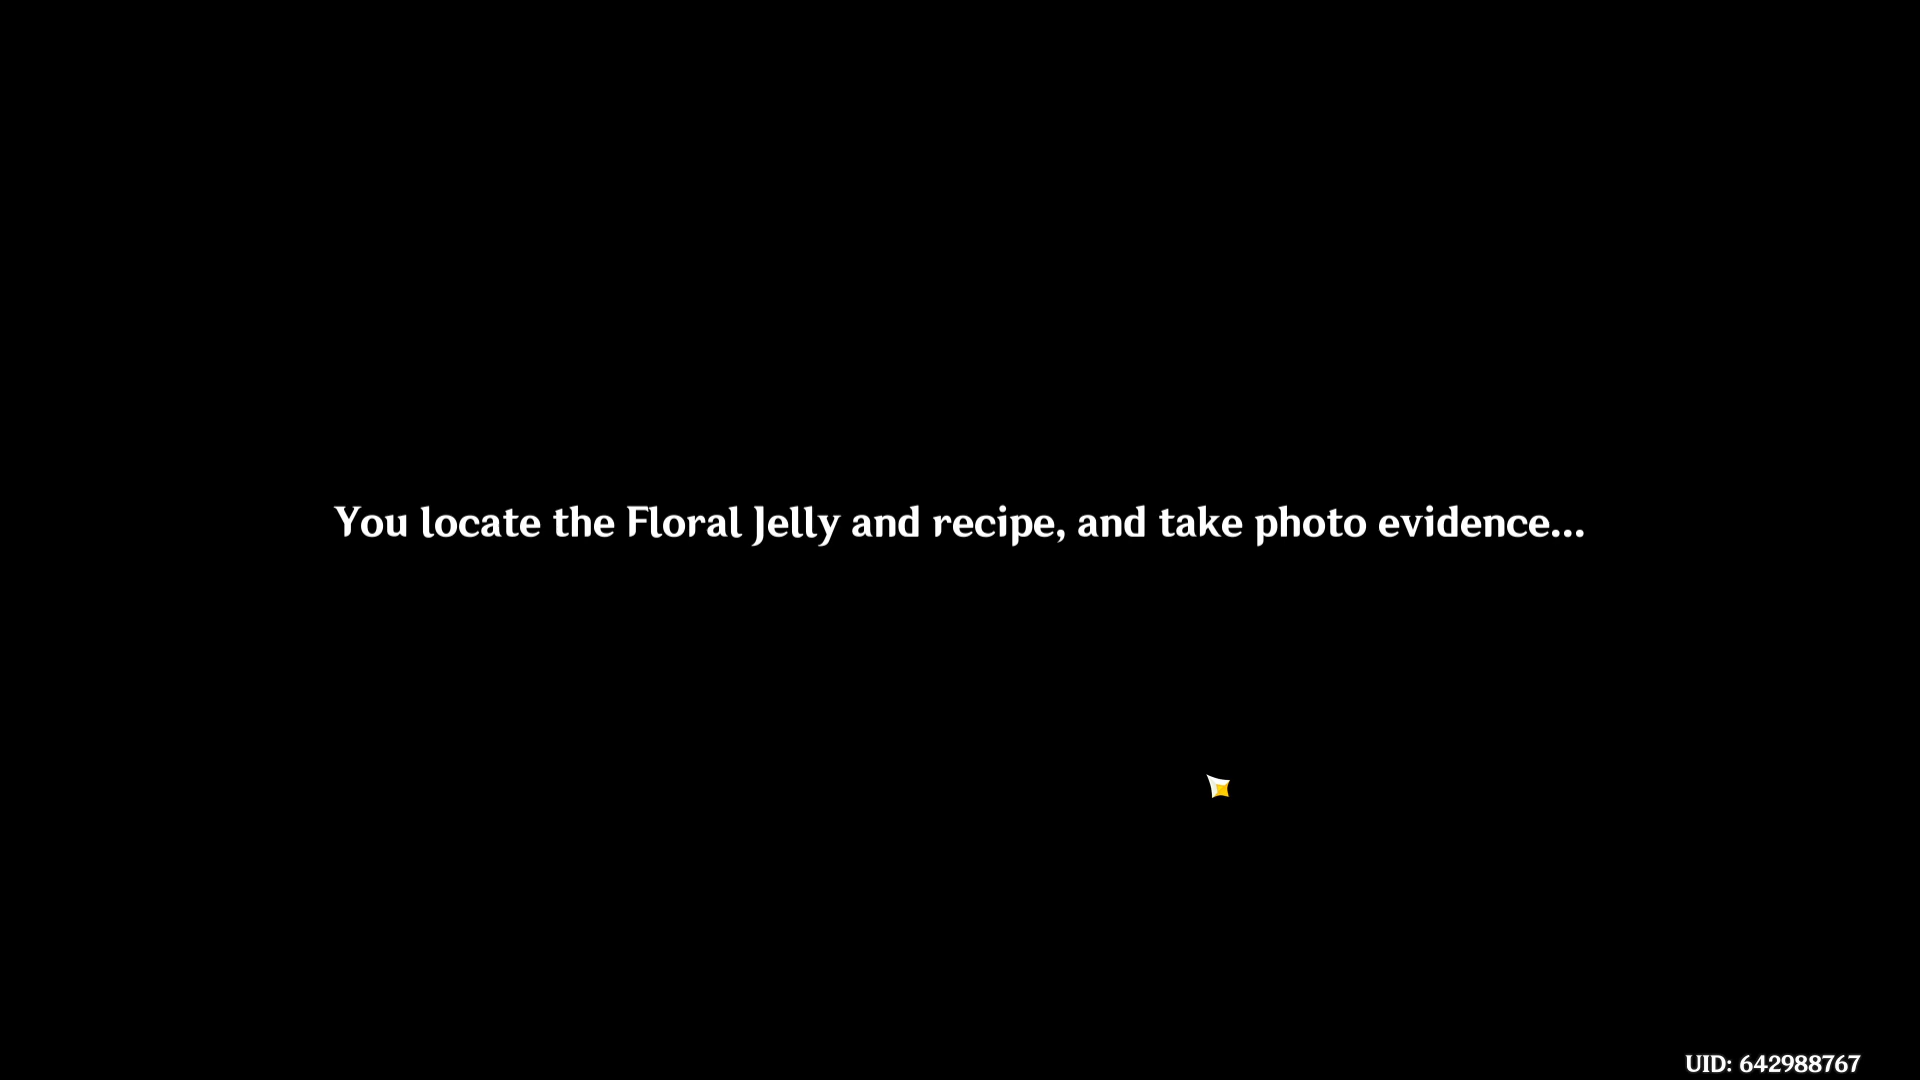 You locate the Floral Jelly and recipe, and take photo evidence...
UID: 642988767